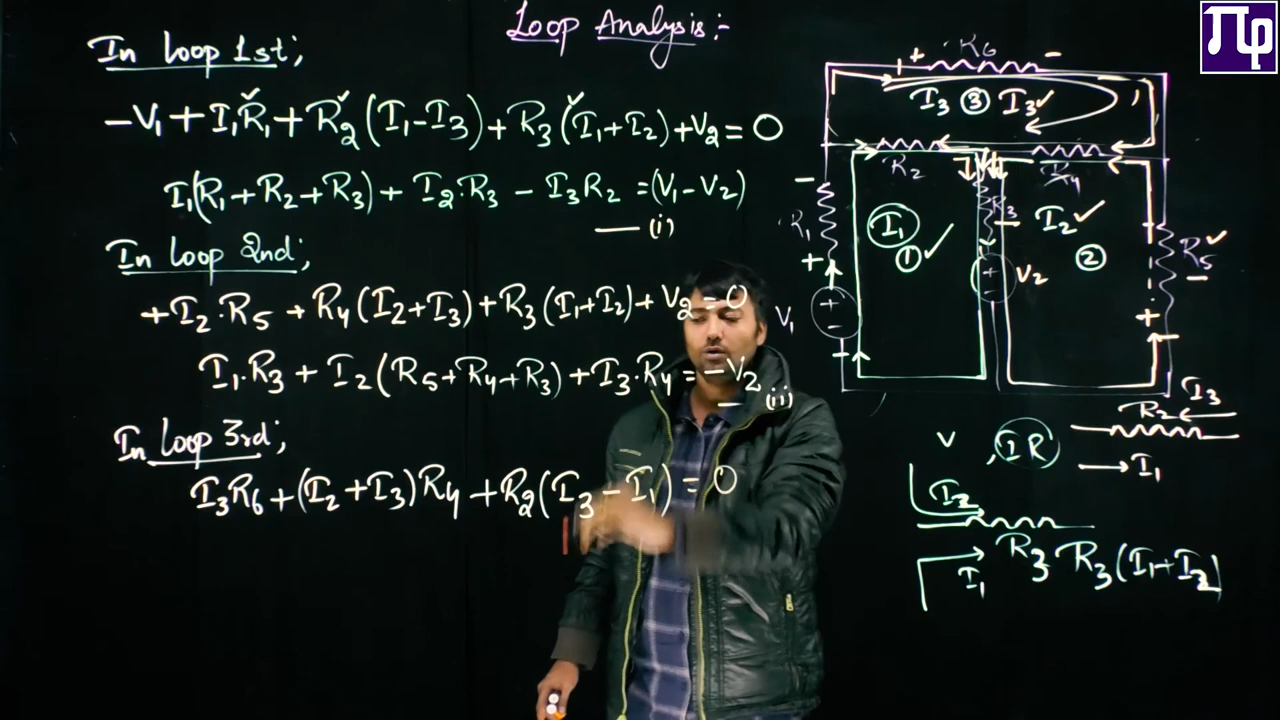 Loop Analysis :-
In loop 1st;
-V₁ + I₁R₁ + R₂(I₁-I₃) + R₃(I₁+I₂) + V₂ = 0
I₁(R₁+R₂+R₃) + I₂·R₃ - I₃R₂ = (V₁-V₂)
— (i)
In loop 2nd;
+I₂·R₅ + R₄(I₂+I₃) + R₃(I₁+I₂) + V₂ = 0
I₁·R₃ + I₂(R₅+R₄+R₃) + I₃·R₄ = -V₂
— (ii)
In loop 3rd;
I₃R₆ + (I₂+I₃)R₄ + R₂(I₃-I₁) = 0
πφ
+ R₆ -
I₃ ③ I₃✓
R₂ R₄
- R₁ +
I₁ ① ✓
R₃
I₂ ✓ ②
R₅ ✓ -
+
V₁ + -
+ V₂
V , IR
R₂ I₃
I₁
I₂
R₃
I₁
R₃(I₁+I₂)